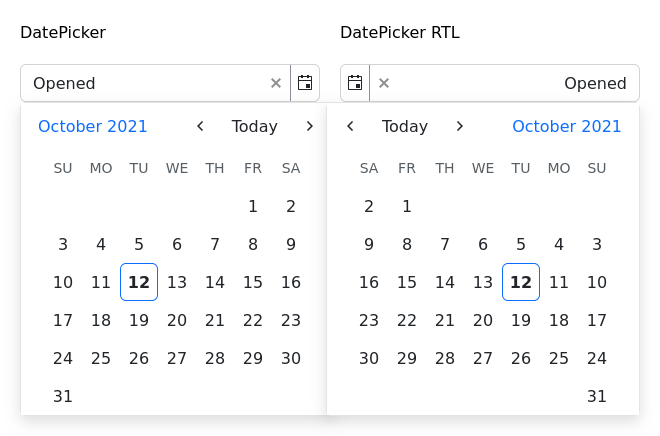 DatePicker
Opened
October 2021 Today
SU MO TU WE TH FR SA
1 2
3 4 5 6 7 8 9
10 11 12 13 14 15 16
17 18 19 20 21 22 23
24 25 26 27 28 29 30
31
DatePicker RTL
Opened
Today October 2021
SA FR TH WE TU MO SU
2 1
9 8 7 6 5 4 3
16 15 14 13 12 11 10
23 22 21 20 19 18 17
30 29 28 27 26 25 24
31